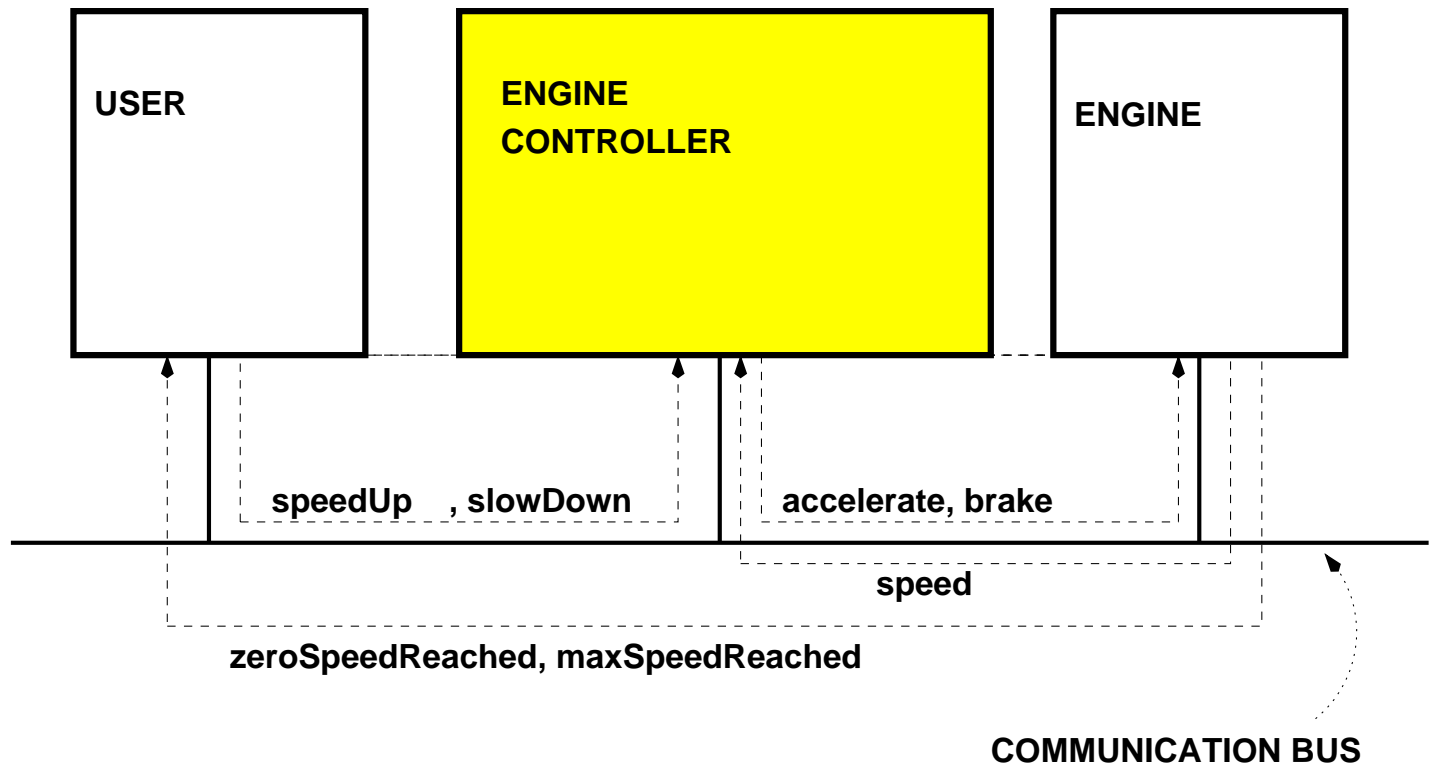 USER
ENGINE
CONTROLLER
ENGINE
speedUp , slowDown
accelerate, brake
speed
zeroSpeedReached, maxSpeedReached
COMMUNICATION BUS